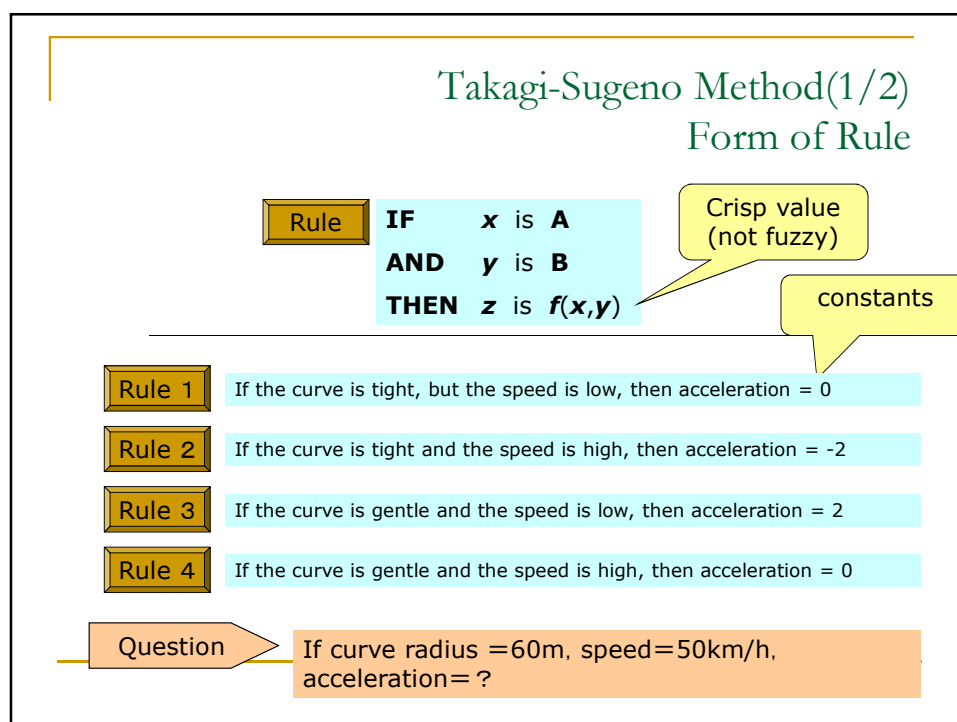 Takagi-Sugeno Method(1/2)
Form of Rule
Rule
IF x is A
AND y is B
THEN z is f(x,y)
Crisp value
(not fuzzy)
constants
Rule 1
If the curve is tight, but the speed is low, then acceleration = 0
Rule 2
If the curve is tight and the speed is high, then acceleration = -2
Rule 3
If the curve is gentle and the speed is low, then acceleration = 2
Rule 4
If the curve is gentle and the speed is high, then acceleration = 0
Question
If curve radius =60m, speed=50km/h,
acceleration=?